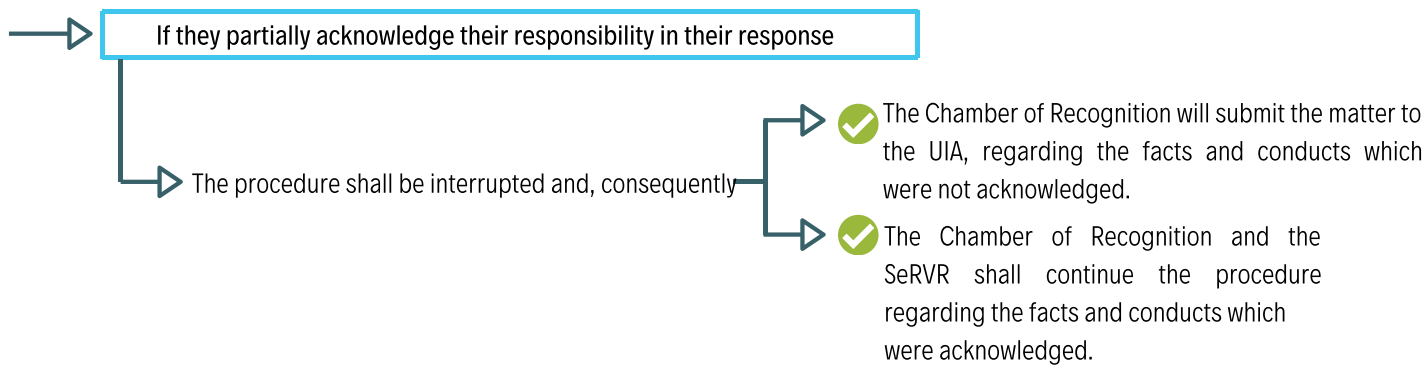 If they partially acknowledge their responsibility in their response
The procedure shall be interrupted and, consequently
The Chamber of Recognition will submit the matter to
the UIA, regarding the facts and conducts which
were not acknowledged.
The Chamber of Recognition and the
SeRVR shall continue the procedure
regarding the facts and conducts which
were acknowledged.